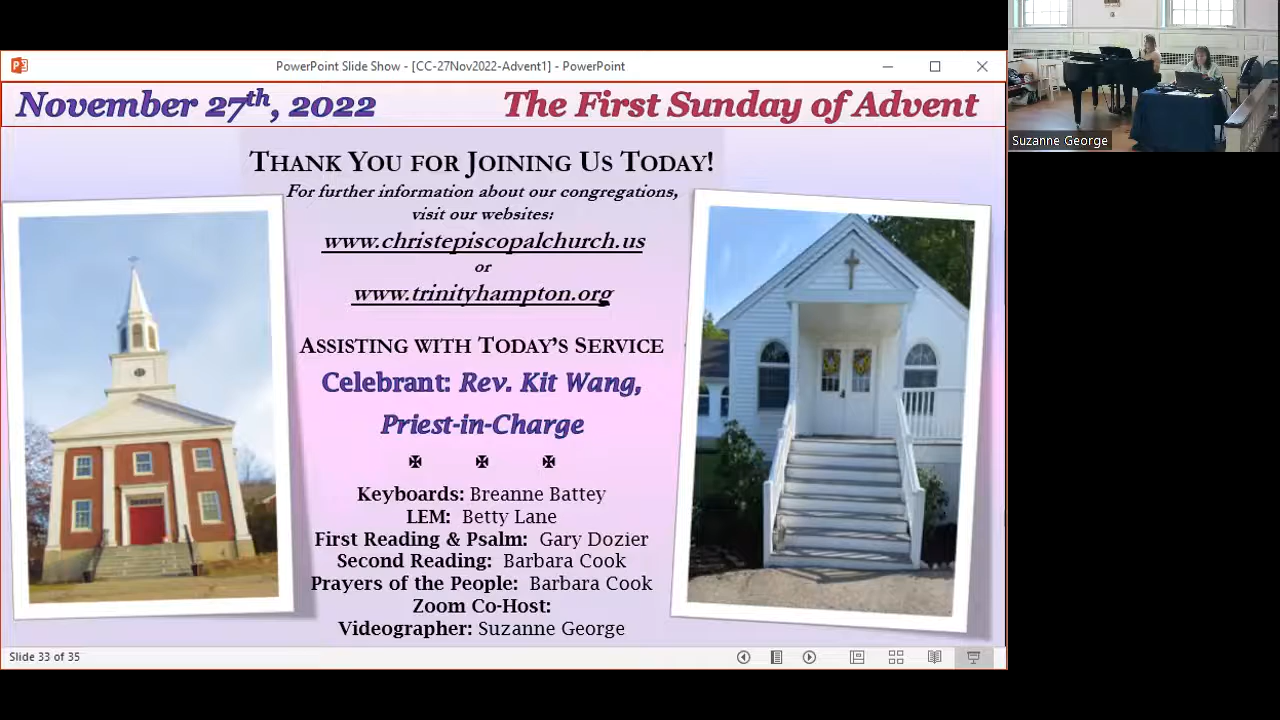 PowerPoint Slide Show - [CC-27Nov2022-Advent1] - PowerPoint
November 27th, 2022 The First Sunday of Advent
THANK YOU FOR JOINING US TODAY!
For further information about our congregations,
visit our websites:
www.christepiscopalchurch.us
or
www.trinityhampton.org
ASSISTING WITH TODAY'S SERVICE
Celebrant: Rev. Kit Wang,
Priest-in-Charge
Keyboards: Breanne Battey
LEM: Betty Lane
First Reading & Psalm: Gary Dozier
Second Reading: Barbara Cook
Prayers of the People: Barbara Cook
Zoom Co-Host:
Videographer: Suzanne George
Slide 33 of 35
Suzanne George